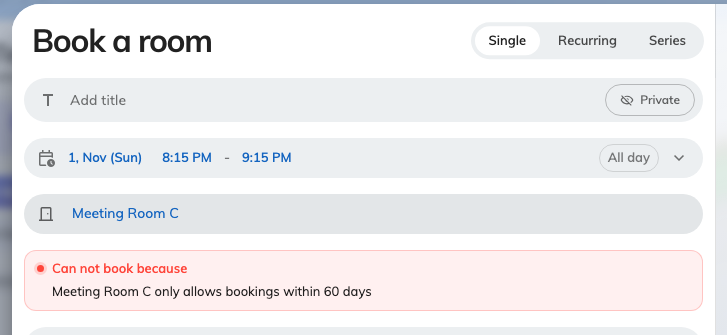 Book a room
Single Recurring Series
Add title
Private
1, Nov (Sun) 8:15 PM - 9:15 PM All day
Meeting Room C
Can not book because
Meeting Room C only allows bookings within 60 days